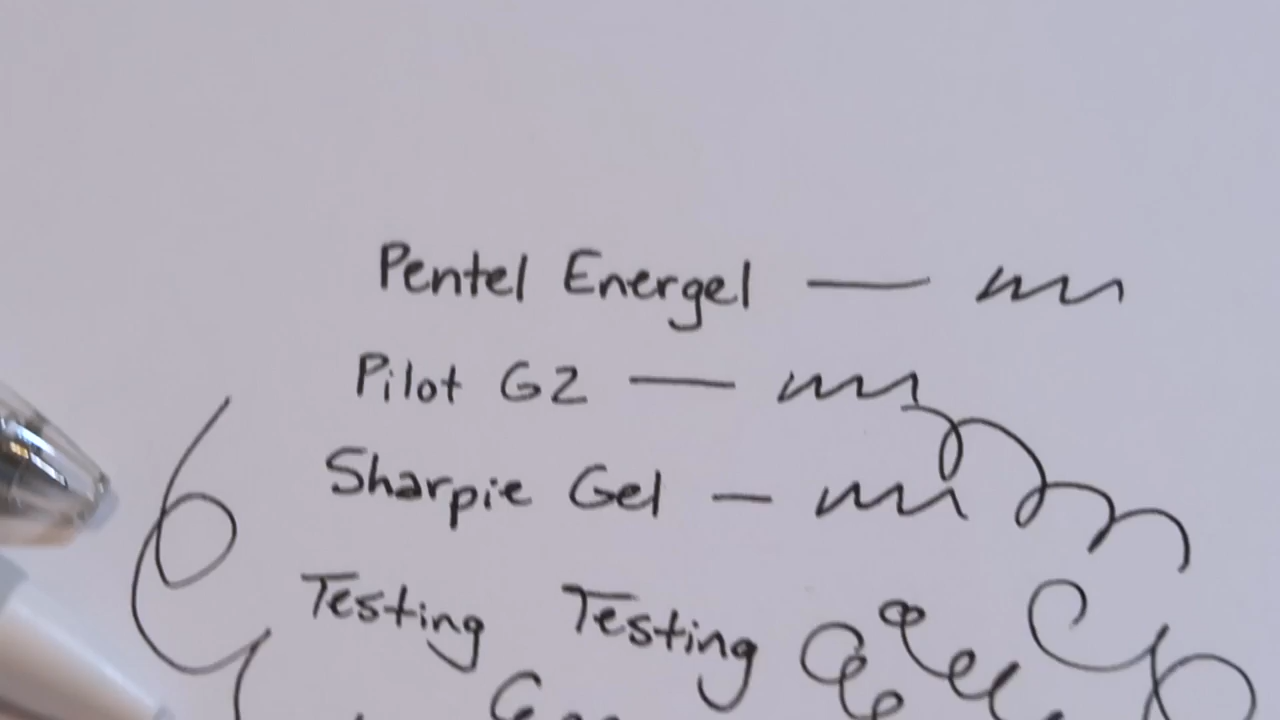 Pentel Energel —
Pilot G2 —
Sharpie Gel —
Testing Testing